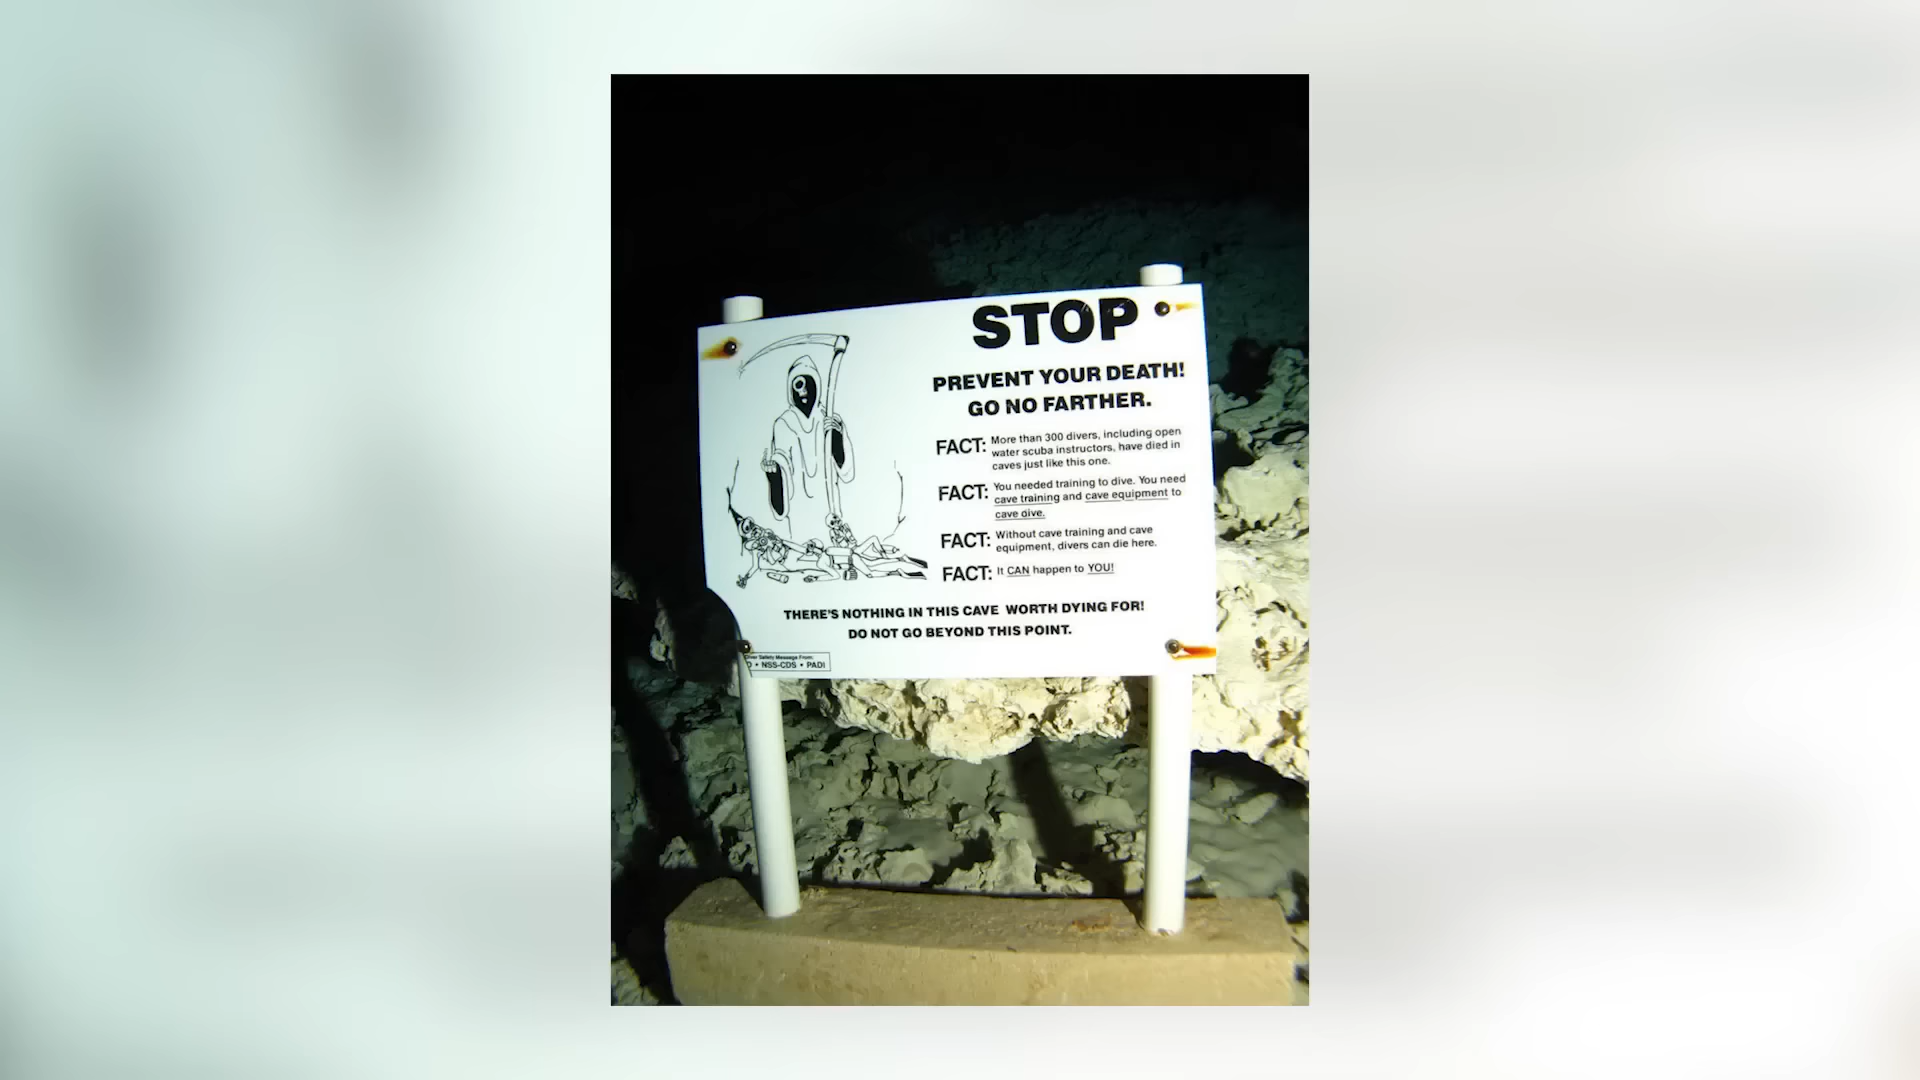 STOP
PREVENT YOUR DEATH!
GO NO FARTHER.
FACT: More than 300 divers, including open
water scuba instructors, have died in
caves just like this one.
FACT: You needed training to dive. You need
cave training and cave equipment to
cave dive.
FACT: Without cave training and cave
equipment, divers can die here.
FACT: It CAN happen to YOU!
THERE'S NOTHING IN THIS CAVE WORTH DYING FOR!
DO NOT GO BEYOND THIS POINT.
Safety Message From:
• NSS-CDS • PADI